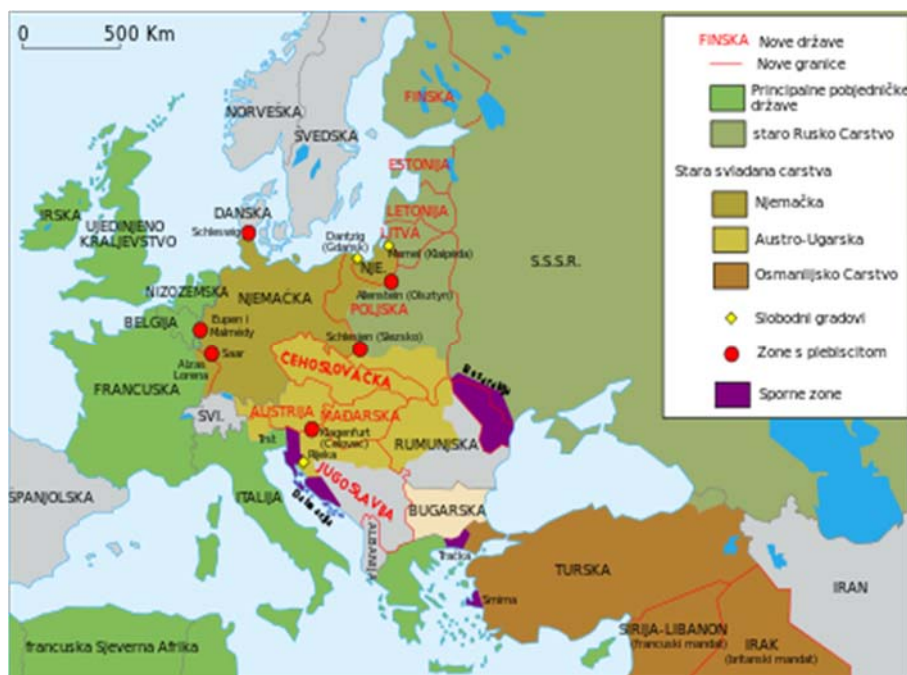 0 500 Km
NORVEŠKA
ŠVEDSKA
FINSKA
ESTONIJA
LETONIJA
LITVA
IRSKA
UJEDINJENO
KRALJEVSTVO
DANSKA
Schleswig
Dantzig
(Gdańsk)
Memel (Klaipeda)
NJE.
Allenstein (Olsztyn)
S.S.S.R.
NIZOZEMSKA
NJEMAČKA
POLJSKA
BELGIJA
Eupen i
Malmédy
Schlesien (Slezsko)
Saar
Alzas
Lorena
ČEHOSLOVAČKA
FRANCUSKA
SVI.
AUSTRIJA
MAĐARSKA
Klagenfurt
(Celovec)
RUMUNJSKA
Trst
Rijeka
JUGOSLAVIJA
ŠPANJOLSKA
ITALIJA
Dalmacija
BUGARSKA
ALBANIJA
Tračka
TURSKA
Smirna
IRAN
SIRIJA-LIBANON
(francuski mandat)
IRAK
(britanski mandat)
francuska Sjeverna Afrika
FINSKA Nove države
Nove granice
Principalne pobjedničke
države
staro Rusko Carstvo
Stara svladana carstva
Njemačka
Austro-Ugarska
Osmanlijsko Carstvo
Slobodni gradovi
Zone s plebiscitom
Sporne zone